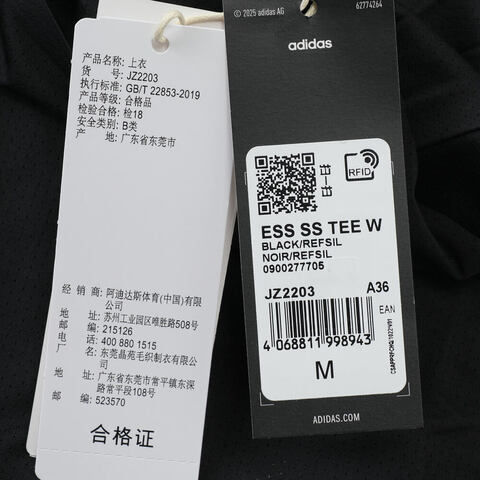 产品名称: 上衣
货 号: JZ2203
执行标准: GB/T 22853-2019
产品等级: 合格品
检验合格: 检18
安全类别: B类
产 地: 广东省东莞市
经 销 商: 阿迪达斯体育(中国)有限公司
地 址: 苏州工业园区唯胜路9号
邮 编: 215126
电 话: 400 880 1515
厂 名: 东莞晶苑毛织制衣有限公司
地 址: 广东省东莞市常平镇东深路常平段108号
邮 编: 523570
合格证
© 2025 adidas AG
62774264
adidas
RFID
ESS SS TEE W
BLACK/REFSIL
NOIR/REFSIL
0900277705
JZ2203
A36
EAN
4 068811 998943
M
ADIDAS.COM